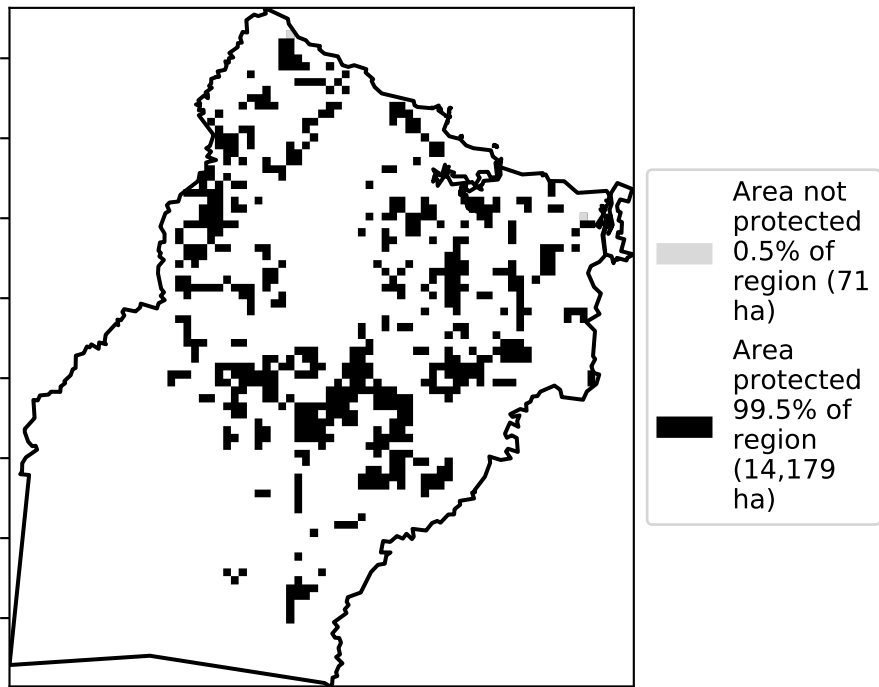 Area not
protected
0.5% of
region (71
ha)
Area
protected
99.5% of
region
(14,179
ha)